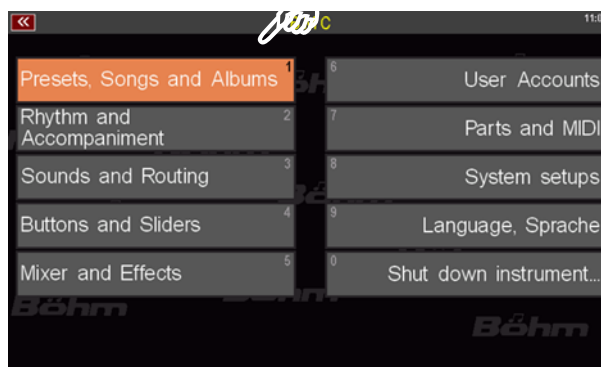 Presets, Songs and Albums 1
6 User Accounts
Rhythm and 2
Accompaniment
7 Parts and MIDI
Sounds and Routing 3
8 System setups
Buttons and Sliders 4
9 Language, Sprache
Mixer and Effects 5
0 Shut down instrument...
Böhm
Böhm